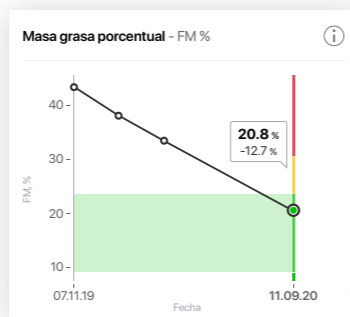 Masa grasa porcentual - FM %
i
40
20.8 %
-12.7 %
30
FM, %
20
10
07.11.19
11.09.20
Fecha